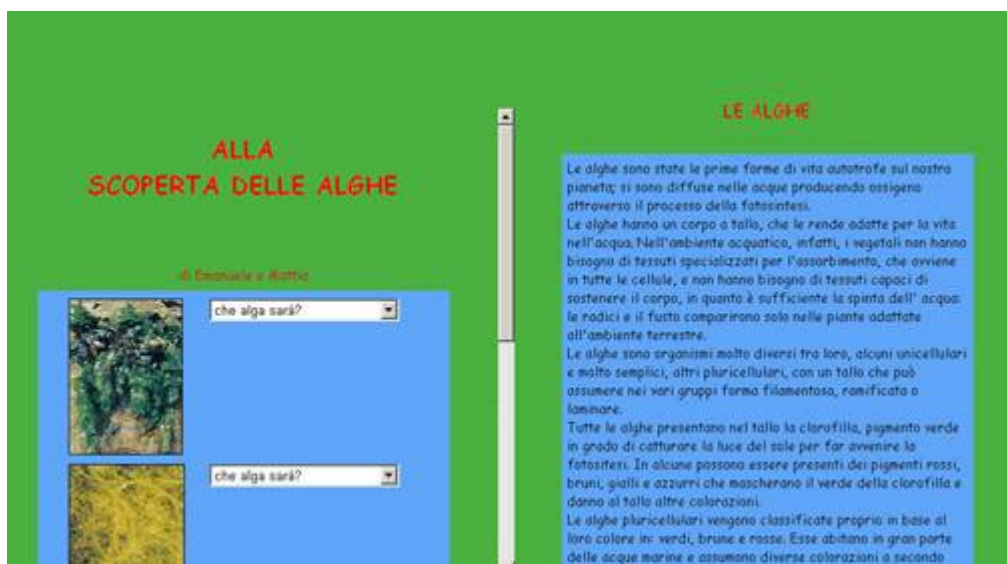 ALLA
SCOPERTA DELLE ALGHE
di Emanuele e Mattia
che alga sarà?
che alga sarà?
LE ALGHE
Le alghe sono state le prime forme di vita autotrofe sul nostro
pianeta; si sono diffuse nelle acque producendo ossigeno
attraverso il processo della fotosintesi.
Le alghe hanno un corpo a tallo, che le rende adatte per la vita
nell'acqua. Nell'ambiente acquatico, infatti, i vegetali non hanno
bisogno di tessuti specializzati per l'assorbimento, che avviene
in tutte le cellule, e non hanno bisogno di tessuti capaci di
sostenere il corpo, in quanto è sufficiente la spinta dell' acqua:
le radici e il fusto compariranno solo nelle piante adattate
all'ambiente terrestre.
Le alghe sono organismi molto diversi tra loro, alcuni unicellulari
e molto semplici, altri pluricellulari, con un tallo che può
assumere nei vari gruppi forma filamentosa, ramificata o
laminare.
Tutte le alghe presentano nel tallo la clorofilla, pigmento verde
in grado di catturare la luce del sole per far avvenire la
fotositesi. In alcune possono essere presenti dei pigmenti rossi,
bruni, gialli e azzurri che mascherano il verde della clorofilla e
danno al tallo altre colorazioni.
Le alghe pluricellulari vengono classificate proprio in base al
loro colore in: verdi, brune e rosse. Esse abitano in gran parte
delle acque marine e assumono diverse colorazioni a secondo